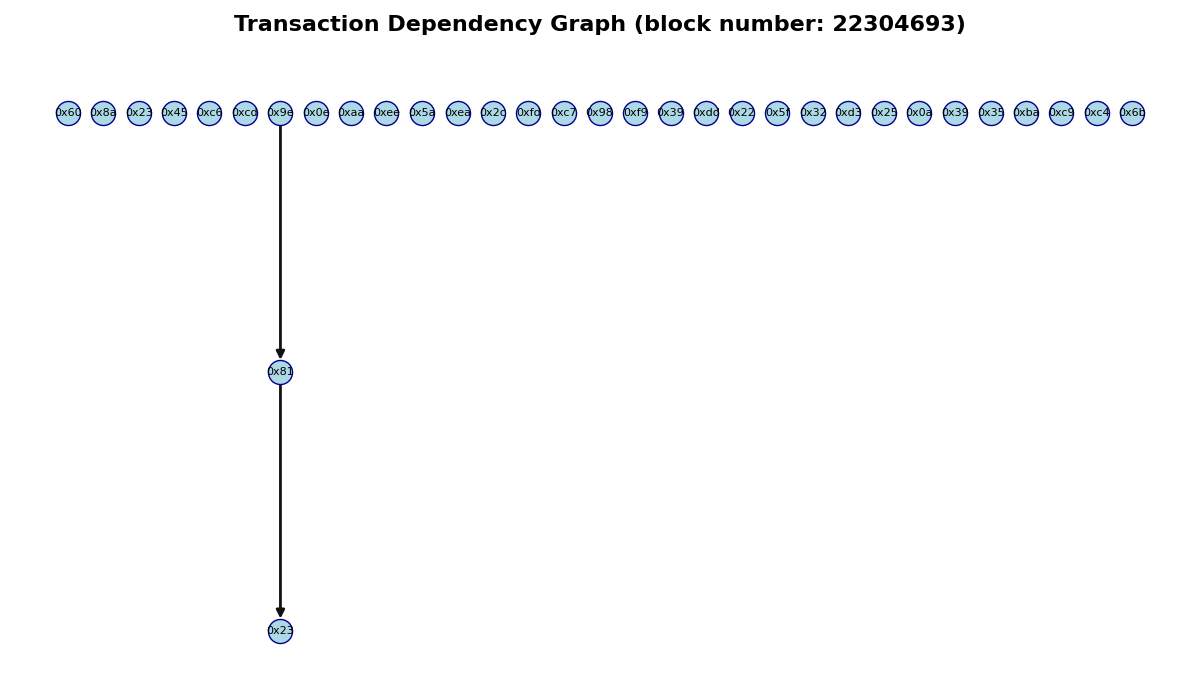 Transaction Dependency Graph (block number: 22304693)
0x60 0x8a 0x23 0x45 0xc6 0xcd 0x9e 0x0e 0xaa 0xee 0x5a 0xea 0x2c 0xfd 0xc7 0x98 0xf9 0x39 0xdd 0x22 0x5f 0x32 0xd3 0x25 0x0a 0x39 0x35 0xba 0xc9 0xc4 0x6b
0x81
0x23